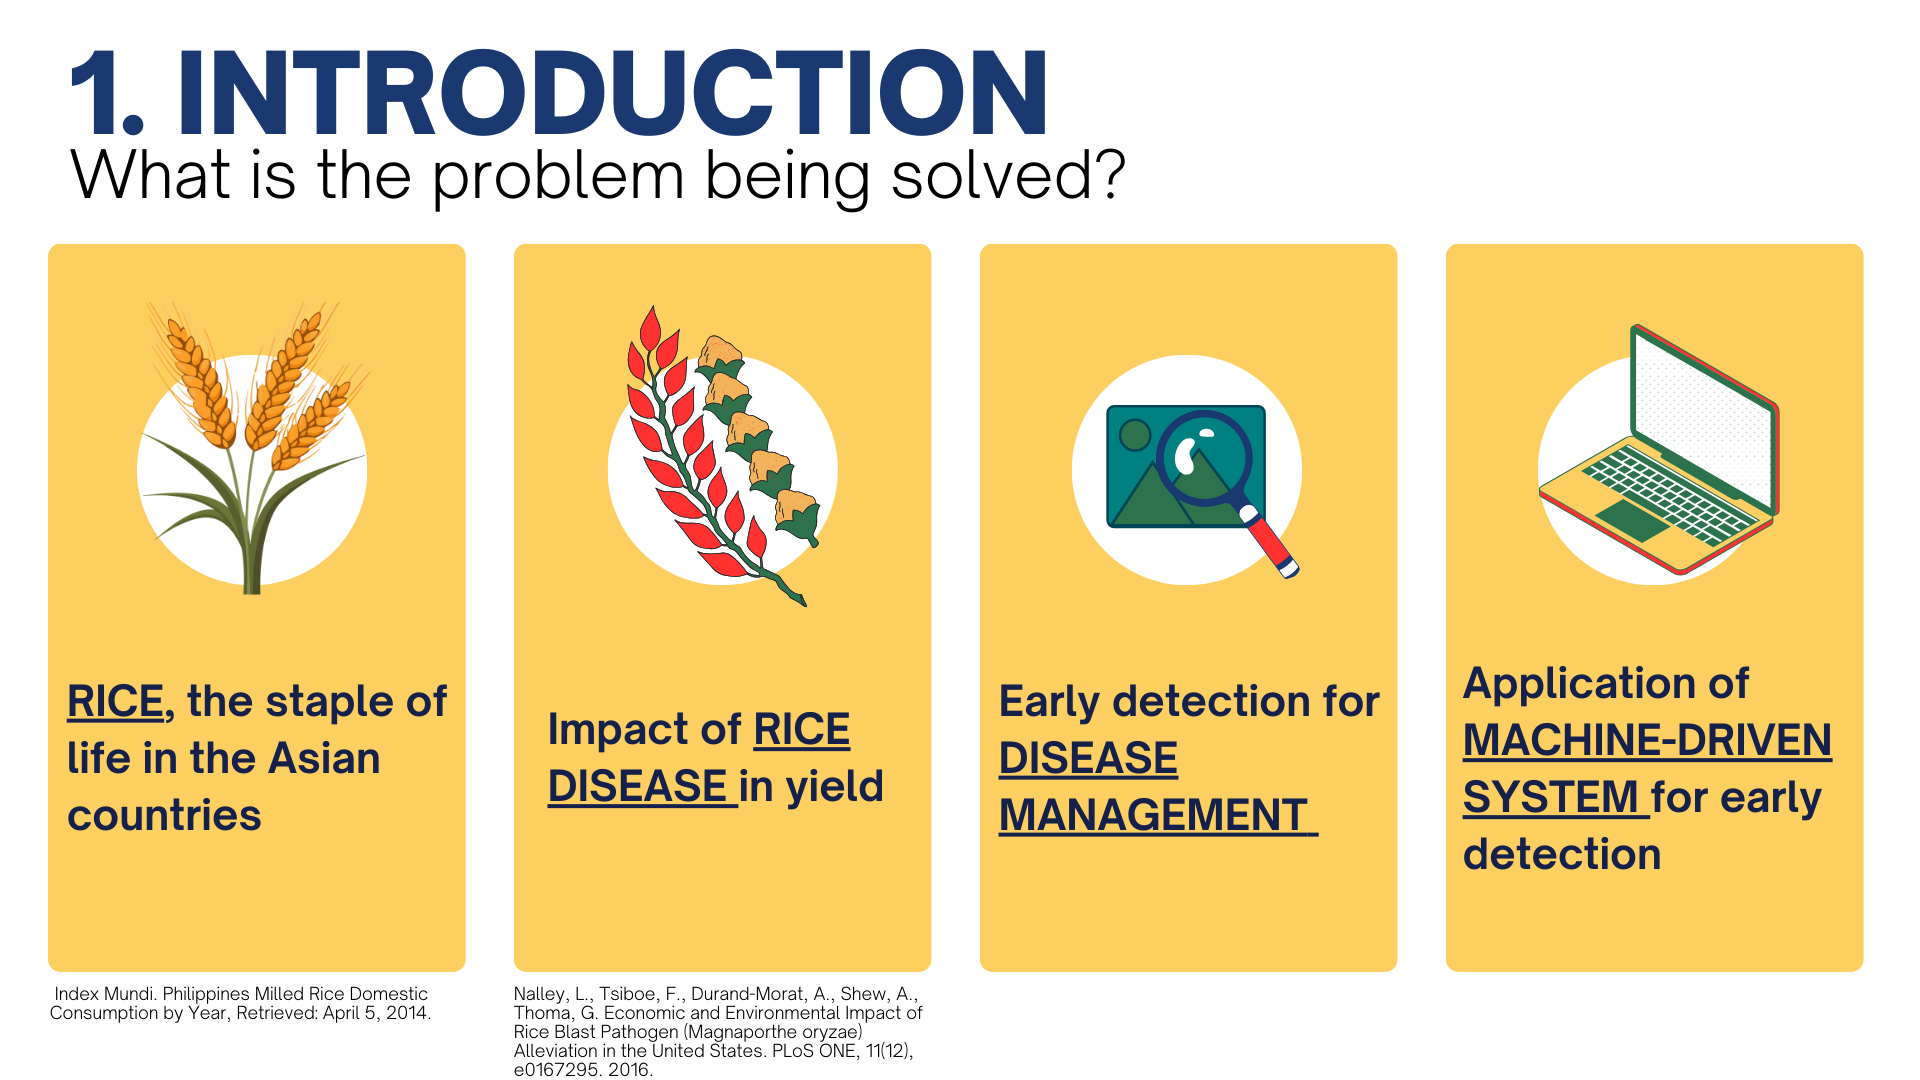 1. INTRODUCTION
What is the problem being solved?
RICE, the staple of
life in the Asian
countries
Impact of RICE
DISEASE in yield
Early detection for
DISEASE
MANAGEMENT
Application of
MACHINE-DRIVEN
SYSTEM for early
detection
Index Mundi. Philippines Milled Rice Domestic
Consumption by Year, Retrieved: April 5, 2014.
Nalley, L., Tsiboe, F., Durand-Morat, A., Shew, A.,
Thoma, G. Economic and Environmental Impact of
Rice Blast Pathogen (Magnaporthe oryzae)
Alleviation in the United States. PLoS ONE, 11(12),
e0167295. 2016.